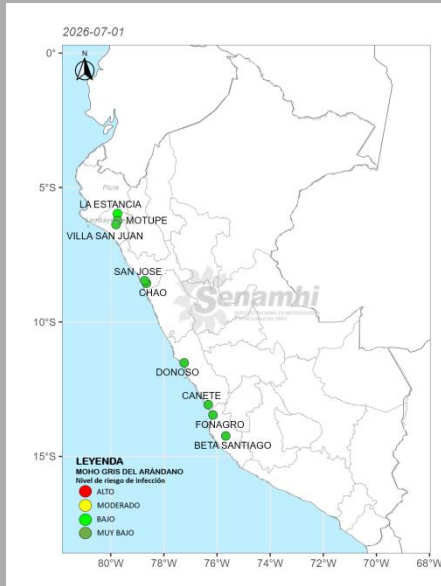 2026-07-01
N
0°
5°S
10°S
15°S
Piura
LA ESTANCIA
MOTUPE
VILLA SAN JUAN
SAN JOSE
CHAO
Senamhi
DONOSO
CANETE
FONAGRO
BETA SANTIAGO
LEYENDA
MOHO GRIS DEL ARÁNDANO
Nivel de riesgo de infección
ALTO
MODERADO
BAJO
MUY BAJO
80°W 78°W 76°W 74°W 72°W 70°W 68°W